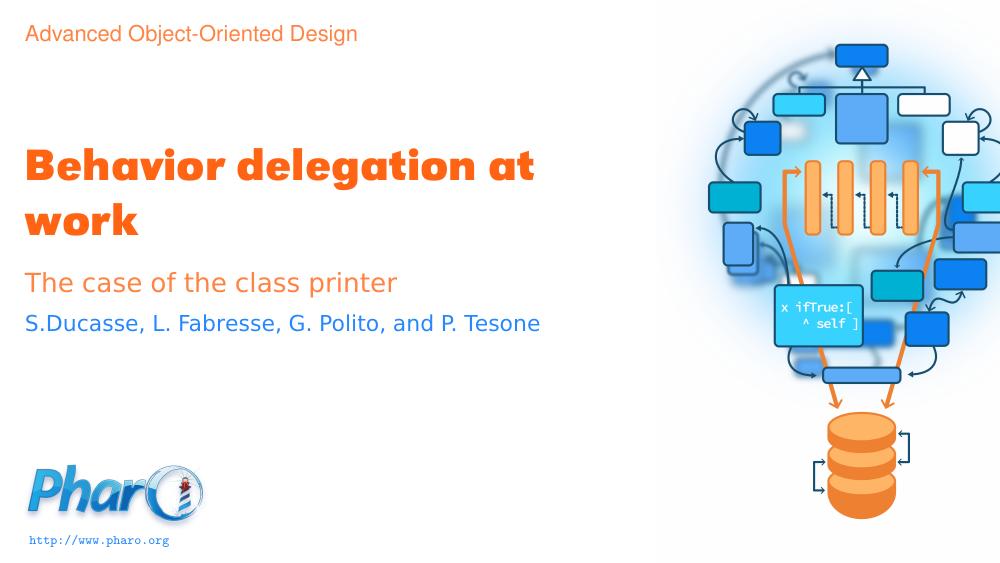 Advanced Object-Oriented Design
Behavior delegation at
work
The case of the class printer
S.Ducasse, L. Fabresse, G. Polito, and P. Tesone
x ifTrue:[
^ self ]
Pharo
http://www.pharo.org